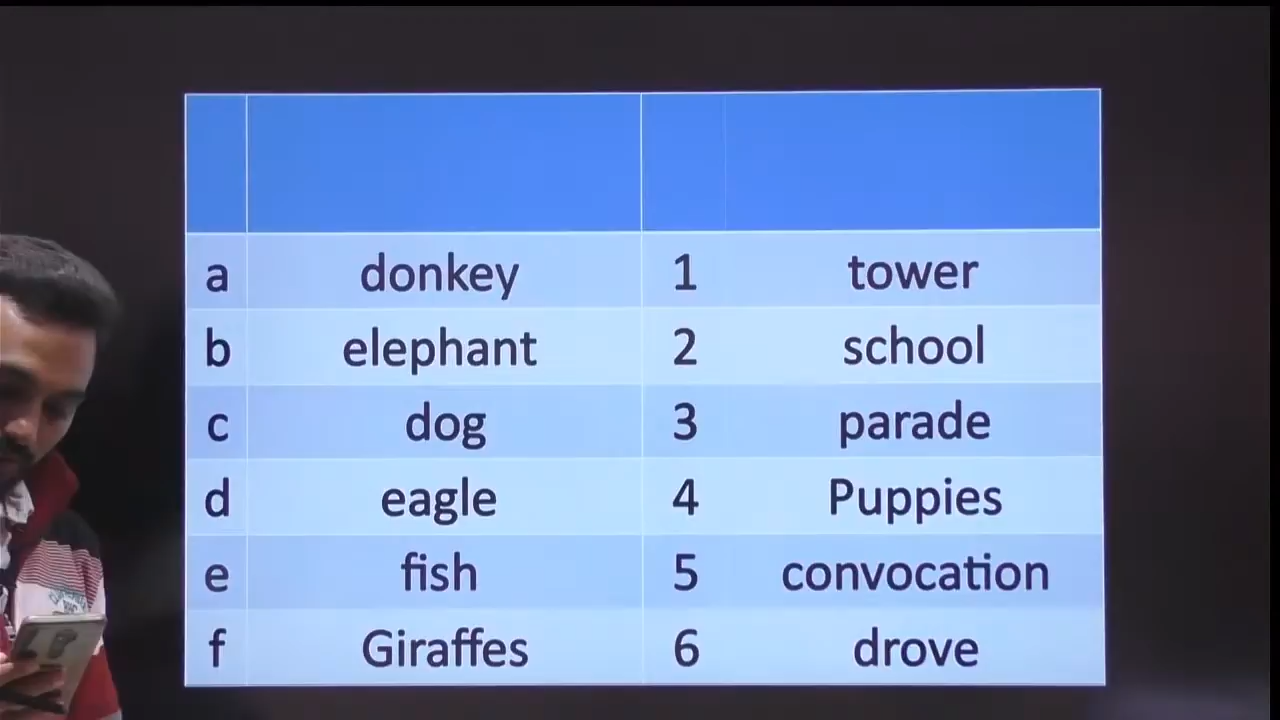 a donkey 1 tower
b elephant 2 school
c dog 3 parade
d eagle 4 Puppies
e fish 5 convocation
f Giraffes 6 drove